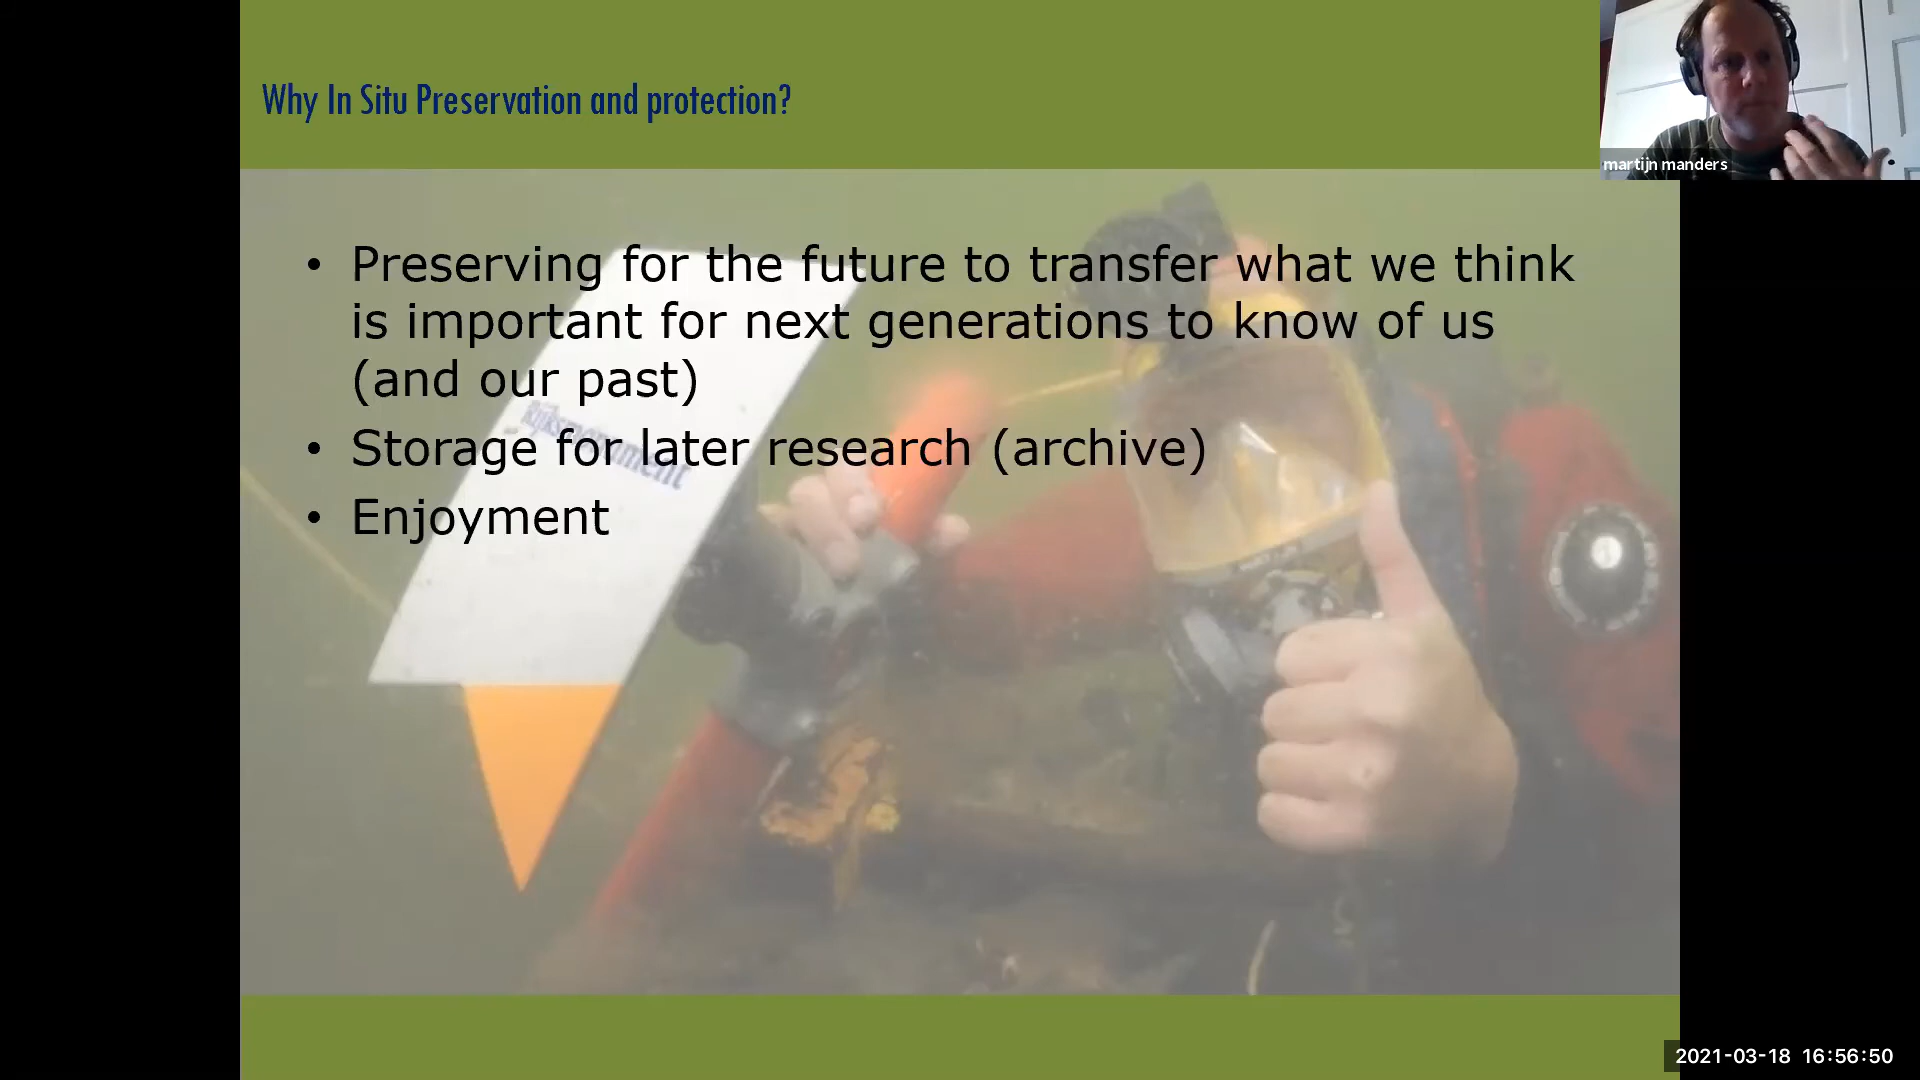 Why In Situ Preservation and protection?
martijn manders
• Preserving for the future to transfer what we think
is important for next generations to know of us
(and our past)
• Storage for later research (archive)
• Enjoyment
2021-03-18 16:56:50